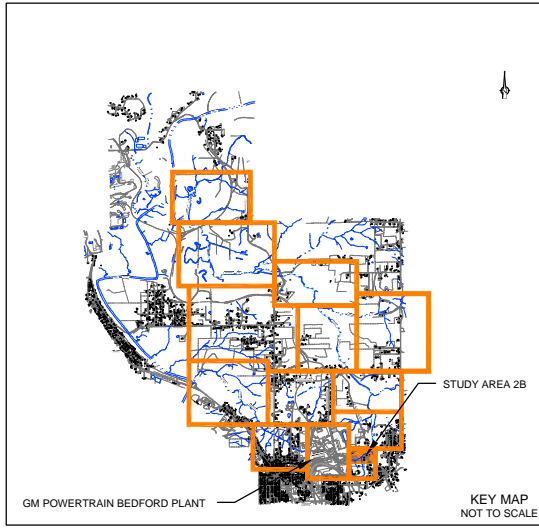 STUDY AREA 2B
GM POWERTRAIN BEDFORD PLANT
KEY MAP
NOT TO SCALE